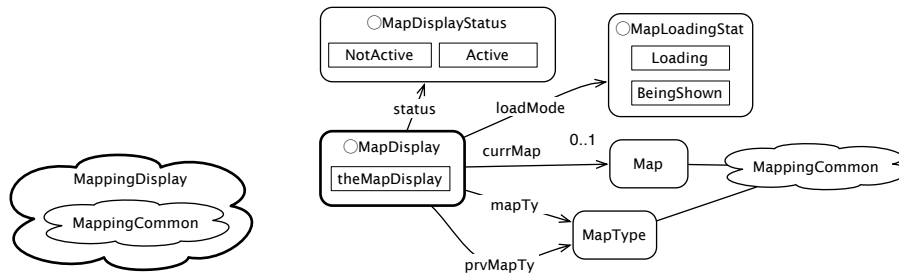 MapDisplayStatus
NotActive
Active
MapLoadingStat
Loading
BeingShown
status
loadMode
MapDisplay
theMapDisplay
currMap
0..1
Map
MappingCommon
mapTy
MapType
prvMapTy
MappingDisplay
MappingCommon